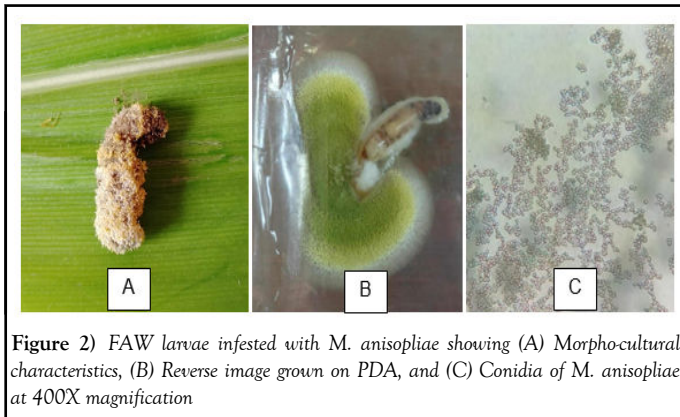 A
B
C
Figure 2) FAW larvae infested with M. anisopliae showing (A) Morpho-cultural
characteristics, (B) Reverse image grown on PDA, and (C) Conidia of M. anisopliae
at 400X magnification